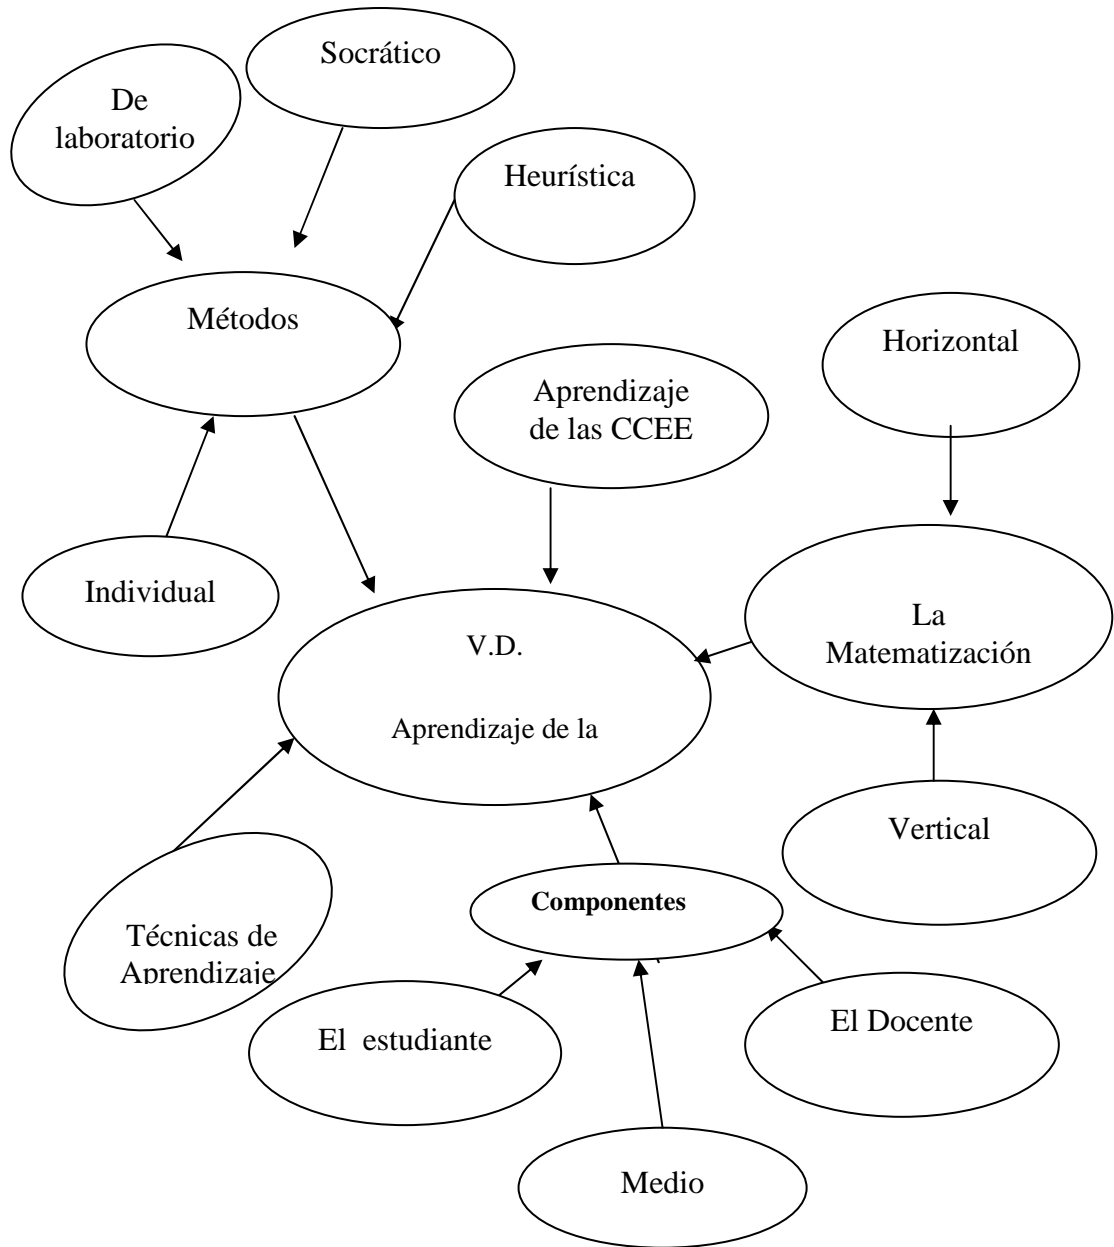 Socrático
De
laboratorio
Heurística
Métodos
Horizontal
Aprendizaje
de las CCEE
Individual
La
Matematización
V.D.
Aprendizaje de la
Vertical
Componentes
Técnicas de
Aprendizaje
El Docente
El estudiante
Medio